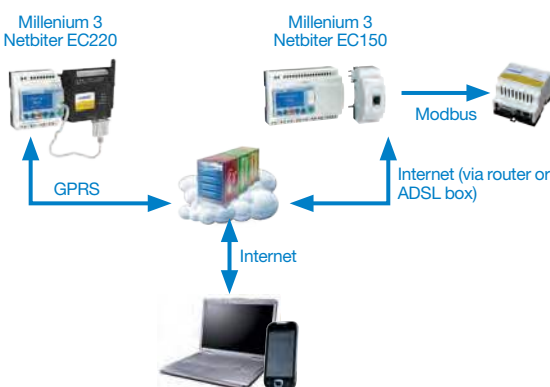 Millenium 3
Netbiter EC220
Millenium 3
Netbiter EC150
Modbus
GPRS
Internet (via router or
ADSL box)
Internet